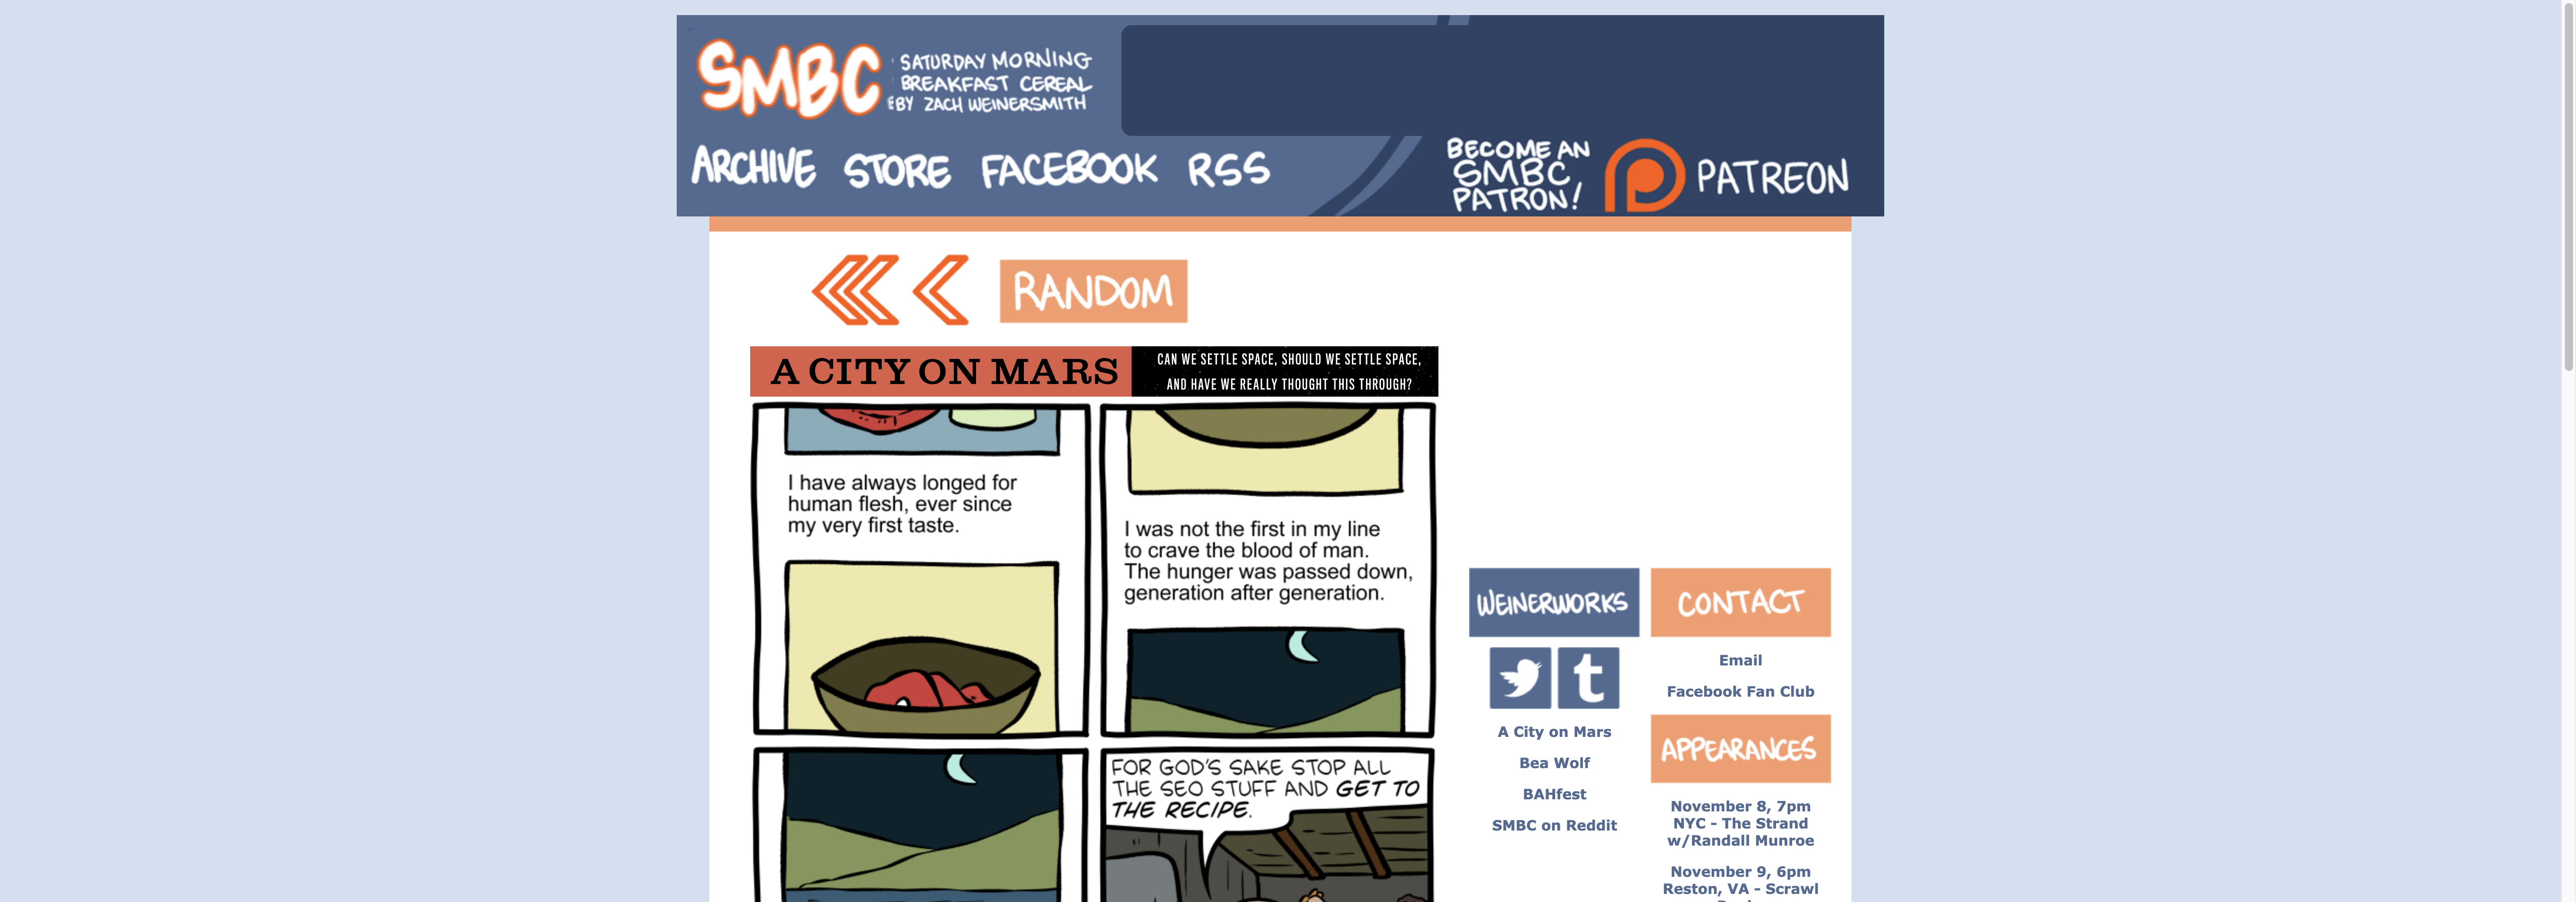 SMBC
SATURDAY MORNING
BREAKFAST CEREAL
BY ZACH WEINERSMITH
ARCHIVE STORE FACEBOOK RSS
BECOME AN
SMBC
PATRON!
PATREON
RANDOM
A CITY ON MARS
CAN WE SETTLE SPACE, SHOULD WE SETTLE SPACE,
AND HAVE WE REALLY THOUGHT THIS THROUGH?
I have always longed for
human flesh, ever since
my very first taste.
I was not the first in my line
to crave the blood of man.
The hunger was passed down,
generation after generation.
FOR GOD'S SAKE STOP ALL
THE SEO STUFF AND GET TO
THE RECIPE.
WEINERWORKS
A City on Mars
Bea Wolf
BAHfest
SMBC on Reddit
CONTACT
Email
Facebook Fan Club
APPEARANCES
November 8, 7pm
NYC - The Strand
w/Randall Munroe
November 9, 6pm
Reston, VA - Scrawl